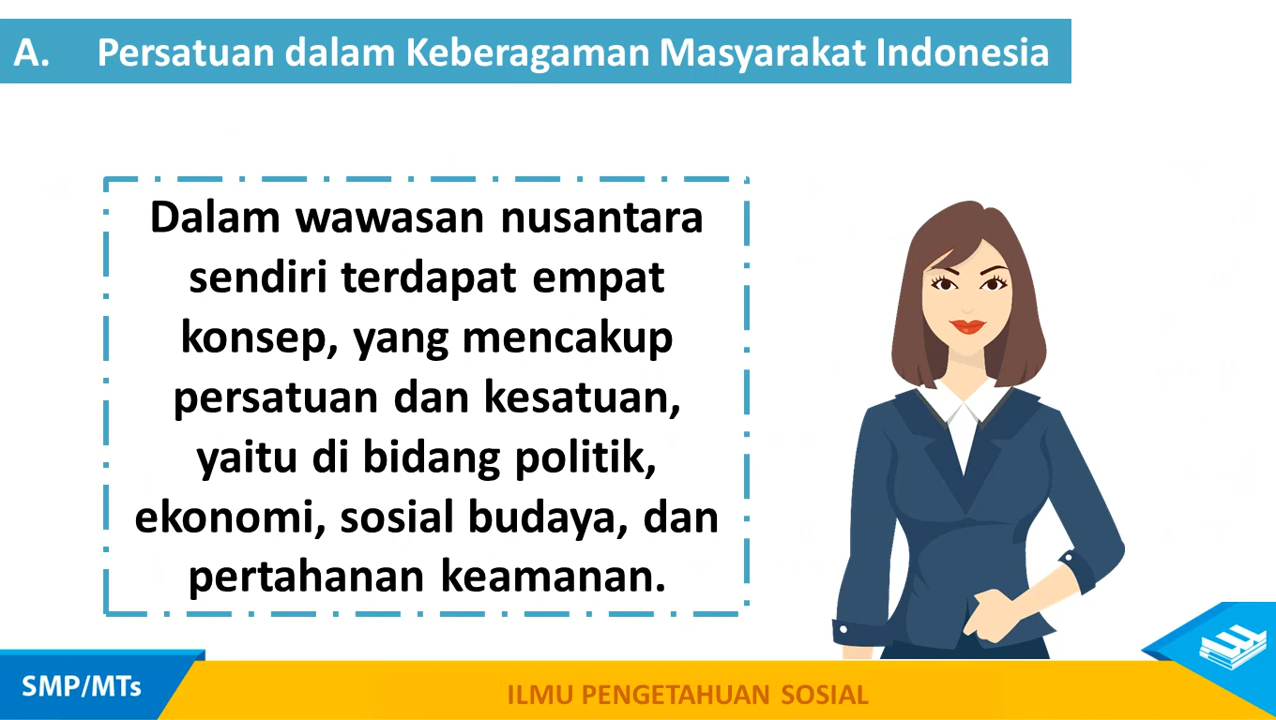 A. Persatuan dalam Keberagaman Masyarakat Indonesia
Dalam wawasan nusantara
sendiri terdapat empat
konsep, yang mencakup
persatuan dan kesatuan,
yaitu di bidang politik,
ekonomi, sosial budaya, dan
pertahanan keamanan.
SMP/MTs
ILMU PENGETAHUAN SOSIAL